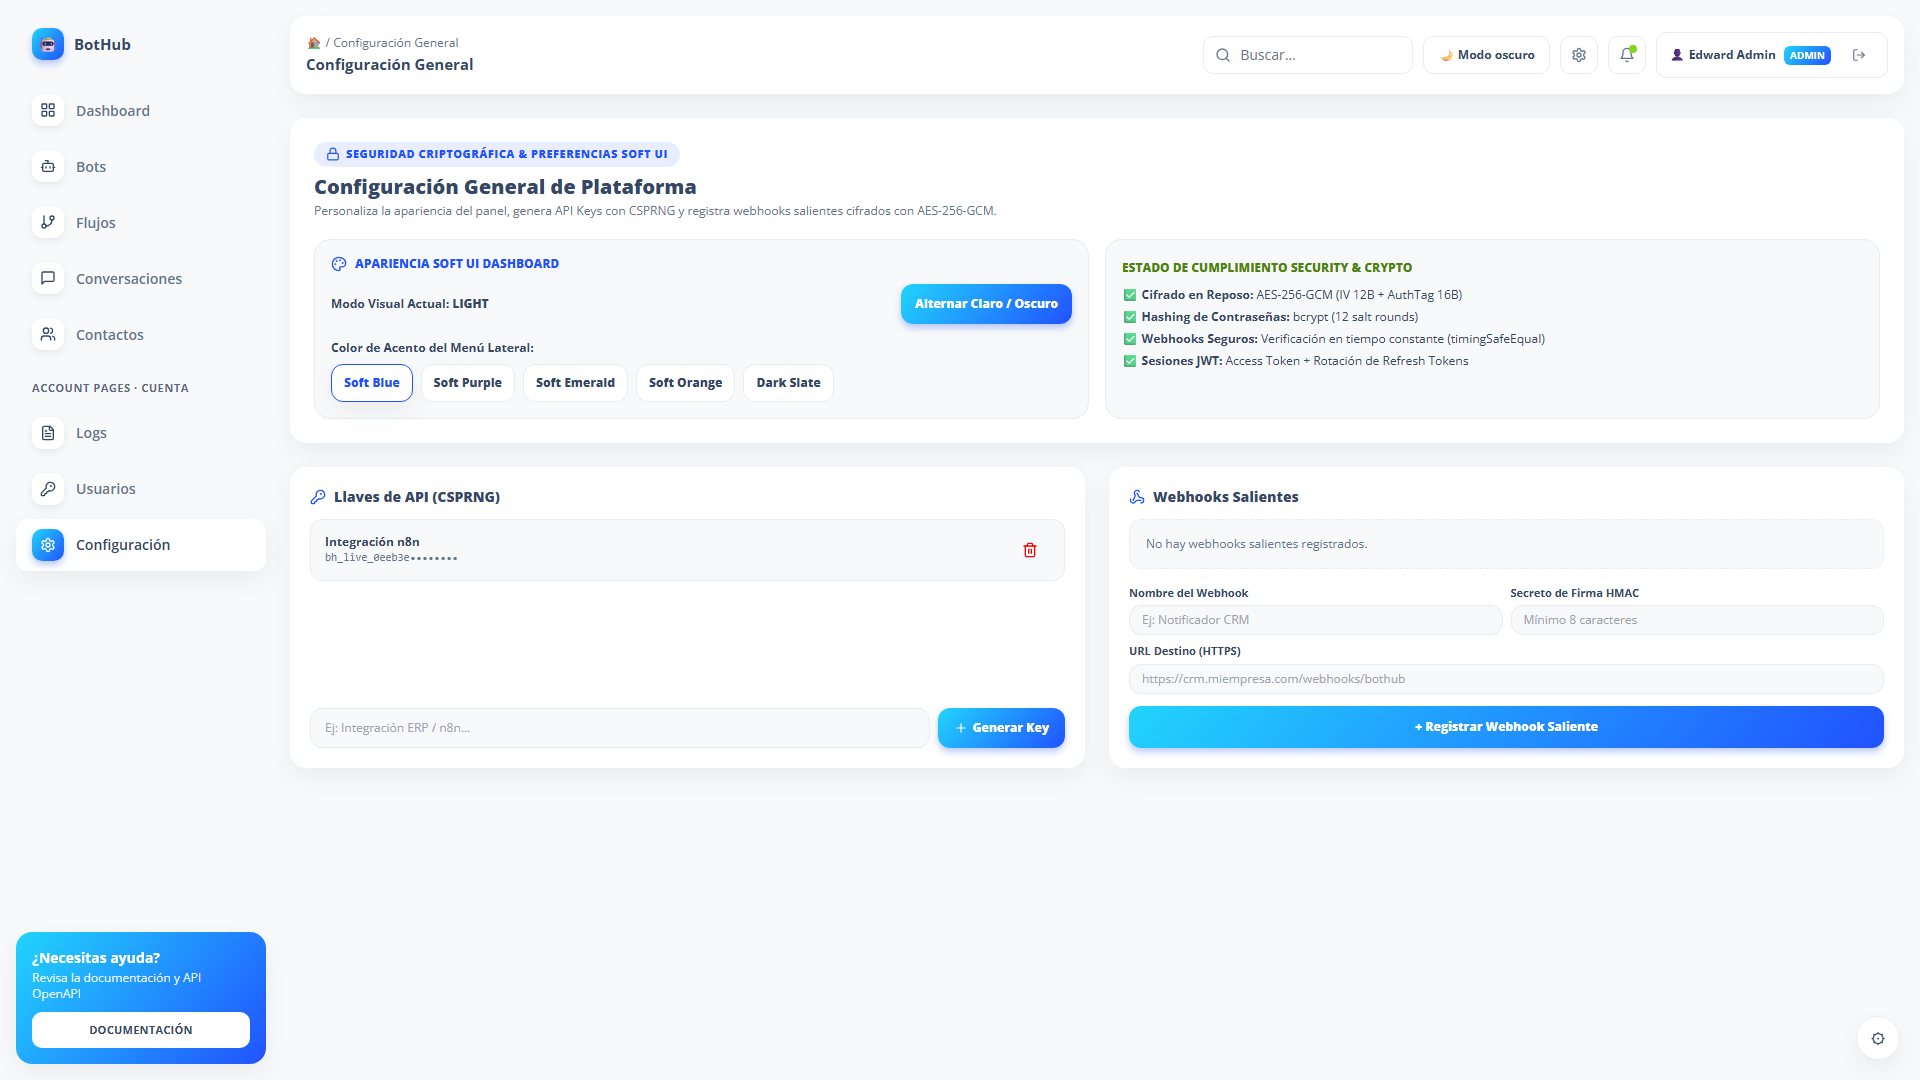 BotHub
Dashboard
Bots
Flujos
Conversaciones
Contactos
ACCOUNT PAGES · CUENTA
Logs
Usuarios
Configuración
¿Necesitas ayuda?
Revisa la documentación y API
OpenAPI
DOCUMENTACIÓN
/ Configuración General
Configuración General
Buscar...
Modo oscuro
Edward Admin
ADMIN
SEGURIDAD CRIPTOGRÁFICA & PREFERENCIAS SOFT UI
Configuración General de Plataforma
Personaliza la apariencia del panel, genera API Keys con CSPRNG y registra webhooks salientes cifrados con AES-256-GCM.
APARIENCIA SOFT UI DASHBOARD
Modo Visual Actual: LIGHT
Alternar Claro / Oscuro
Color de Acento del Menú Lateral:
Soft Blue
Soft Purple
Soft Emerald
Soft Orange
Dark Slate
ESTADO DE CUMPLIMIENTO SECURITY & CRYPTO
✅ Cifrado en Reposo: AES-256-GCM (IV 12B + AuthTag 16B)
✅ Hashing de Contraseñas: bcrypt (12 salt rounds)
✅ Webhooks Seguros: Verificación en tiempo constante (timingSafeEqual)
✅ Sesiones JWT: Access Token + Rotación de Refresh Tokens
Llaves de API (CSPRNG)
Integración n8n
bh_live_0eeb3e••••••••
Ej: Integración ERP / n8n...
+ Generar Key
Webhooks Salientes
No hay webhooks salientes registrados.
Nombre del Webhook
Ej: Notificador CRM
Secreto de Firma HMAC
Mínimo 8 caracteres
URL Destino (HTTPS)
https://crm.miempresa.com/webhooks/bothub
+ Registrar Webhook Saliente